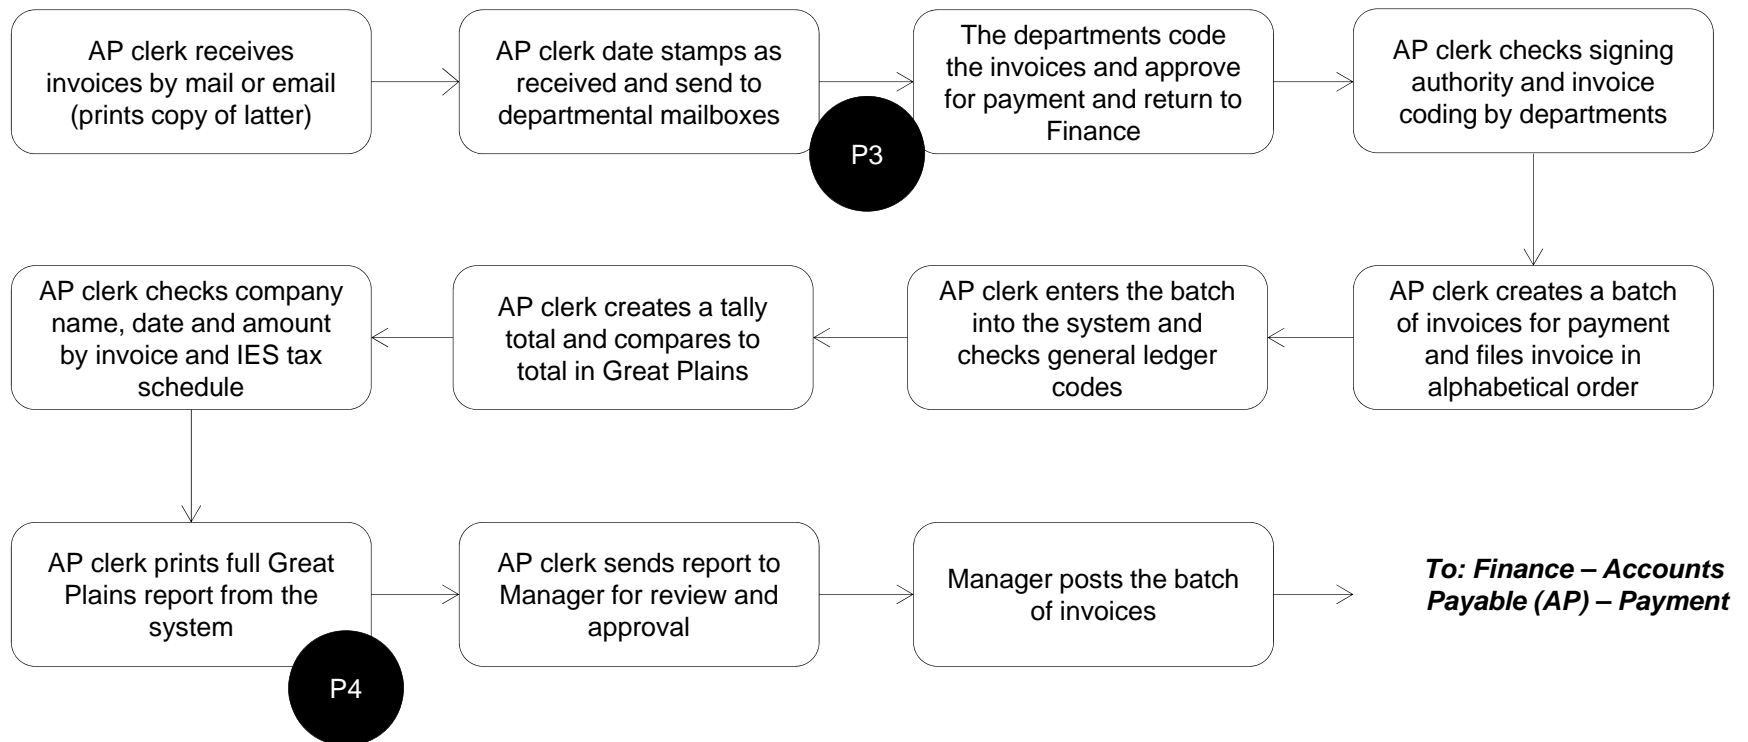 AP clerk receives
invoices by mail or email
(prints copy of latter)
AP clerk date stamps as
received and send to
departmental mailboxes
The departments code
the invoices and approve
for payment and return to
Finance
AP clerk checks signing
authority and invoice
coding by departments
P3
AP clerk checks company
name, date and amount
by invoice and IES tax
schedule
AP clerk creates a tally
total and compares to
total in Great Plains
AP clerk enters the batch
into the system and
checks general ledger
codes
AP clerk creates a batch
of invoices for payment
and files invoice in
alphabetical order
AP clerk prints full Great
Plains report from the
system
AP clerk sends report to
Manager for review and
approval
Manager posts the batch
of invoices
To: Finance – Accounts
Payable (AP) – Payment
P4